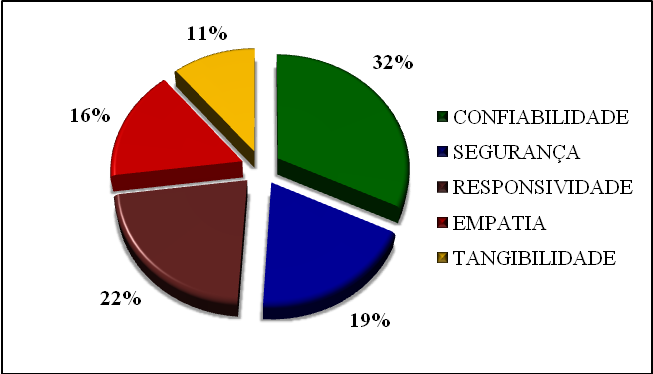 11%
32%
16%
22%
19%
CONFIABILIDADE
SEGURANÇA
RESPONSIVIDADE
EMPATIA
TANGIBILIDADE